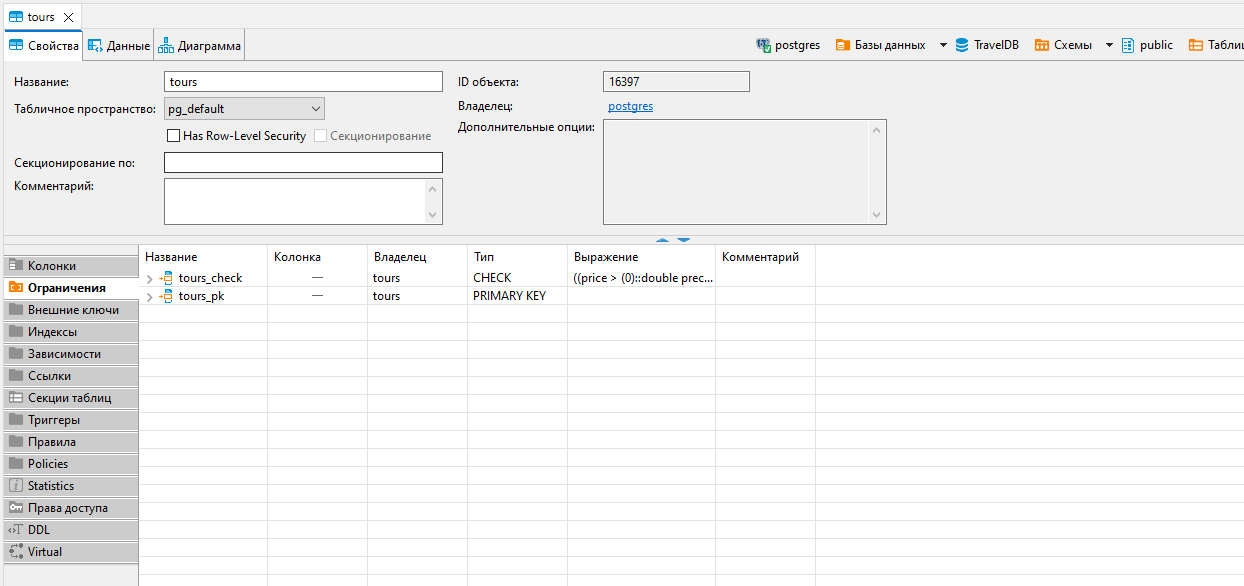 tours
Свойства Данные Диаграмма postgres Базы данных TravelDB Схемы public
Название: tours ID объекта: 16397
Табличное пространство: pg_default Владелец: postgres
Has Row-Level Security Секционирование Дополнительные опции:
Секционирование по:
Комментарий:
Название Колонка Владелец Тип Выражение Комментарий
tours_check — tours CHECK ((price > (0)::double prec...
tours_pk — tours PRIMARY KEY
Колонки
Ограничения
Внешние ключи
Индексы
Зависимости
Ссылки
Секции таблиц
Триггеры
Правила
Policies
Statistics
Права доступа
DDL
Virtual